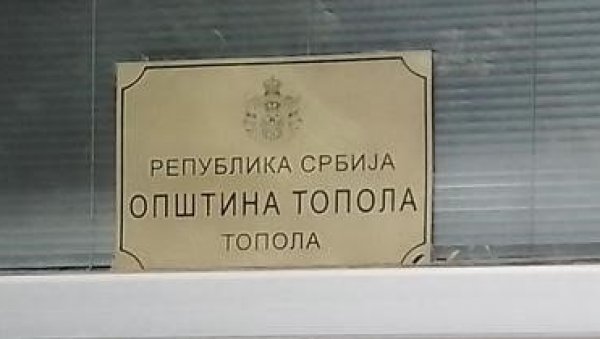 РЕПУБЛИКА СРБИЈА
ОПШТИНА ТОПОЛА
ТОПОЛА